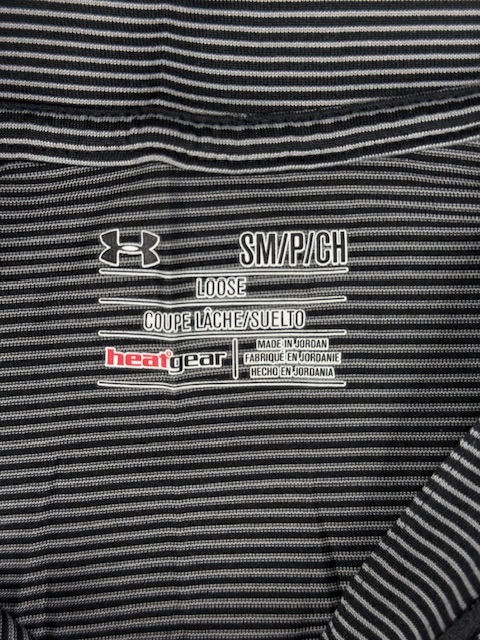 SM/P/CH
LOOSE
COUPE LÂCHE/SUELTO
heatgear
MADE IN JORDAN
FABRIQUÉ EN JORDANIE
HECHO EN JORDANIA